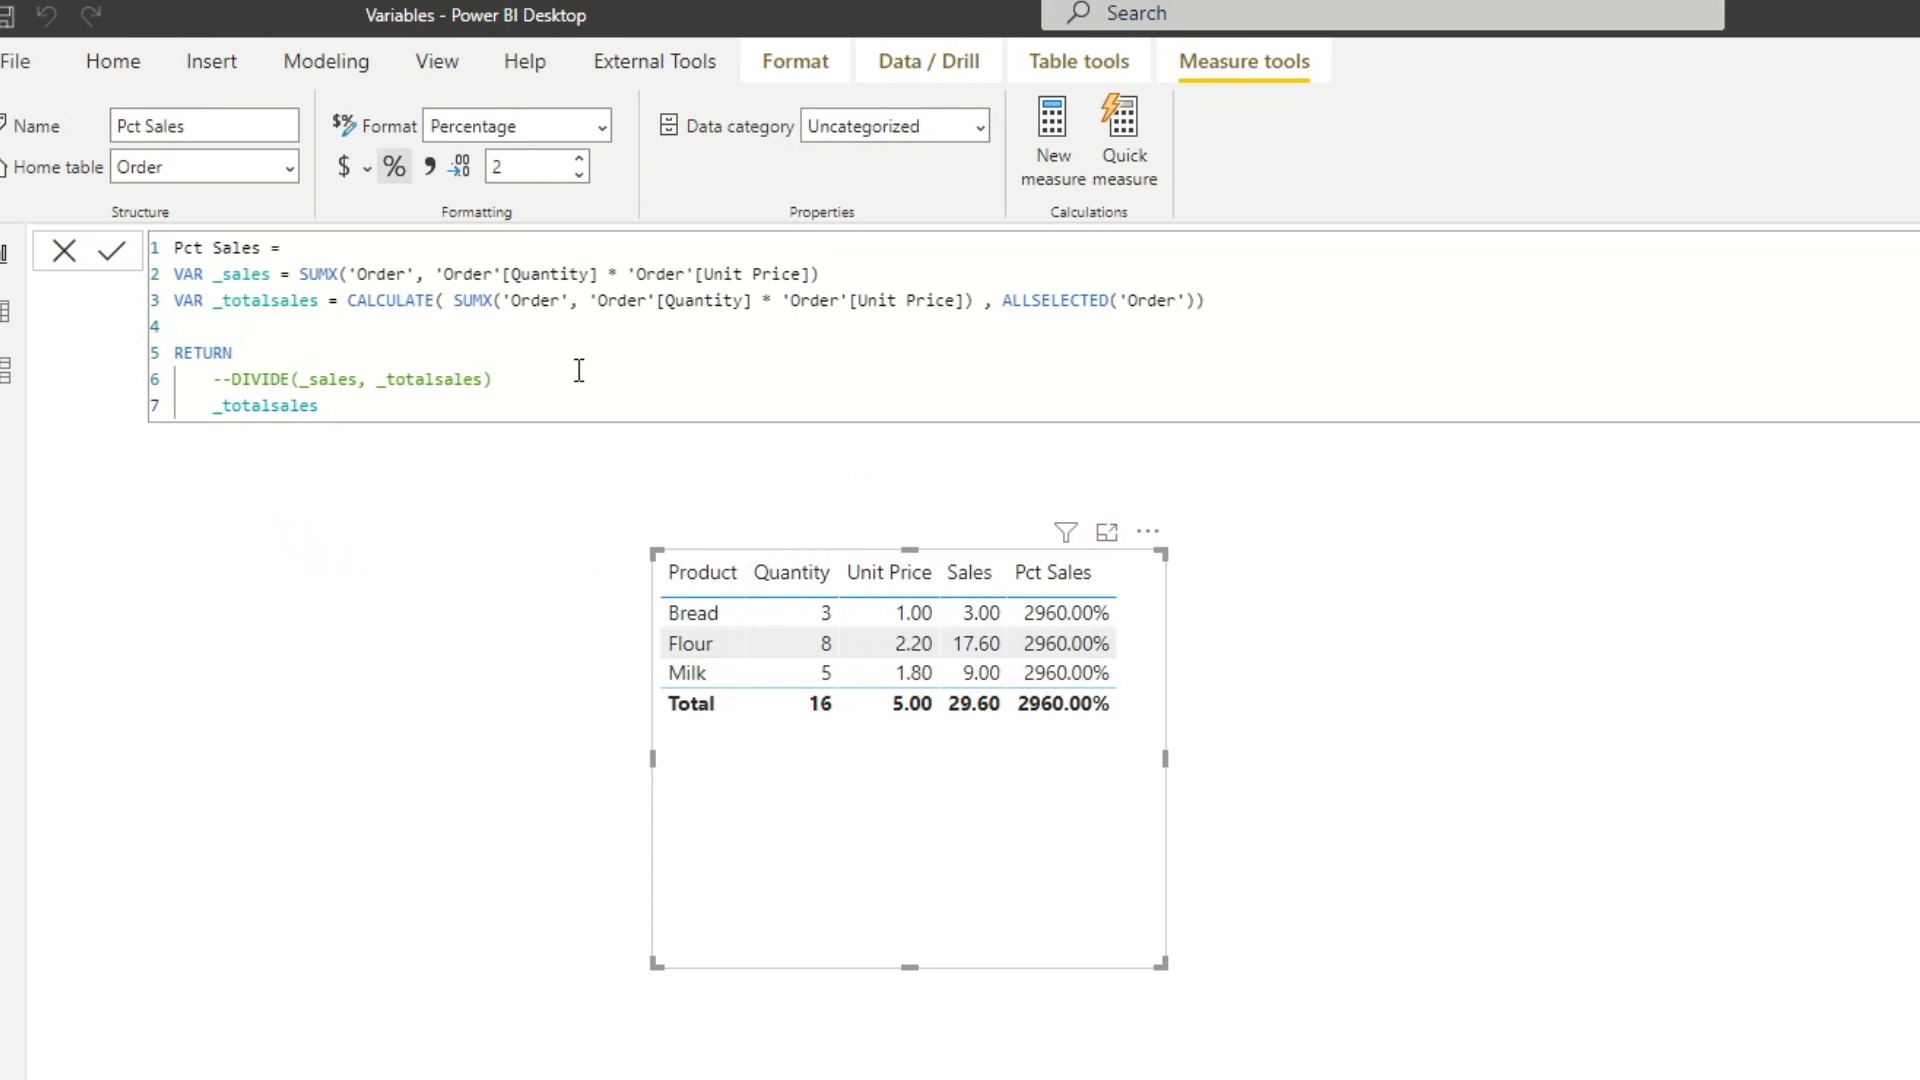 Variables - Power BI Desktop
Search
File Home Insert Modeling View Help External Tools Format Data / Drill Table tools Measure tools
Name Pct Sales
$% Format Percentage
Data category Uncategorized
Home table Order
$ % 9 .00 →.0 2
New measure
Quick measure
Structure Formatting Properties Calculations
1 Pct Sales =
2 VAR _sales = SUMX('Order', 'Order'[Quantity] * 'Order'[Unit Price])
3 VAR _totalsales = CALCULATE( SUMX('Order', 'Order'[Quantity] * 'Order'[Unit Price]) , ALLSELECTED('Order'))
4
5 RETURN
6 --DIVIDE(_sales, _totalsales)
7 _totalsales
Product Quantity Unit Price Sales Pct Sales
Bread 3 1.00 3.00 2960.00%
Flour 8 2.20 17.60 2960.00%
Milk 5 1.80 9.00 2960.00%
Total 16 5.00 29.60 2960.00%